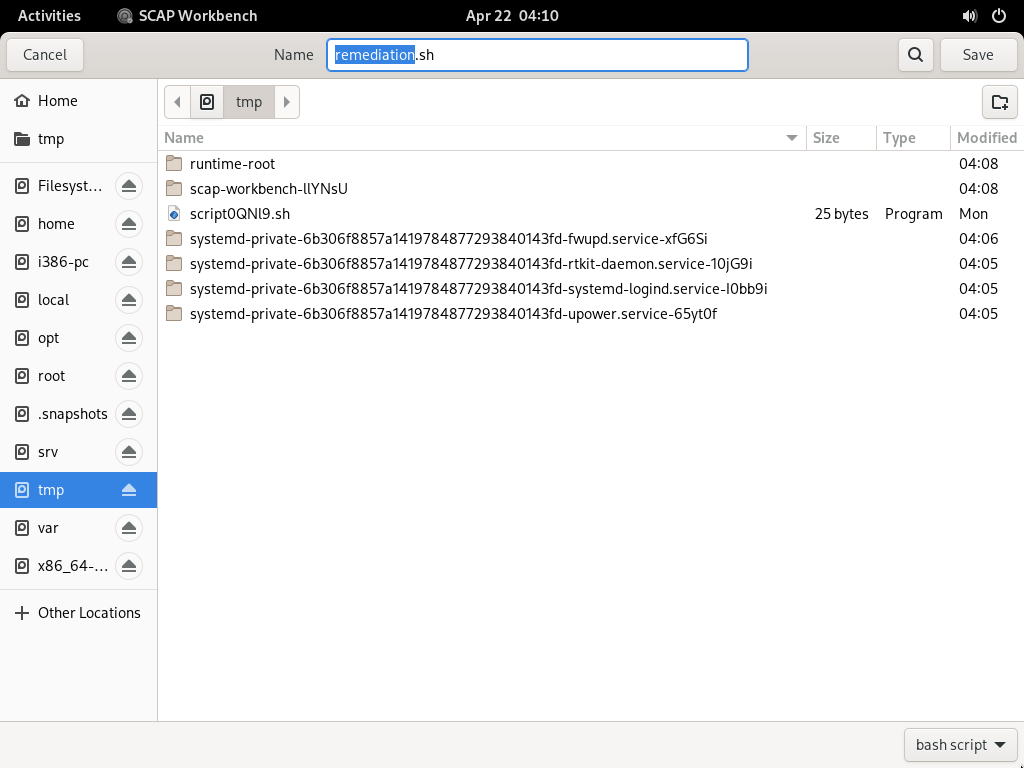 Activities SCAP Workbench Apr 22 04:10
Cancel Name remediation.sh Save
Home
tmp
Filesyst...
home
i386-pc
local
opt
root
.snapshots
srv
tmp
var
x86_64-...
Other Locations
tmp
Name Size Type Modified
runtime-root 04:08
scap-workbench-llYNsU 04:08
script0QNl9.sh 25 bytes Program Mon
systemd-private-6b306f8857a1419784877293840143fd-fwupd.service-xfG6Si 04:06
systemd-private-6b306f8857a1419784877293840143fd-rtkit-daemon.service-10jG9i 04:05
systemd-private-6b306f8857a1419784877293840143fd-systemd-logind.service-I0bb9i 04:05
systemd-private-6b306f8857a1419784877293840143fd-upower.service-65yt0f 04:05
bash script